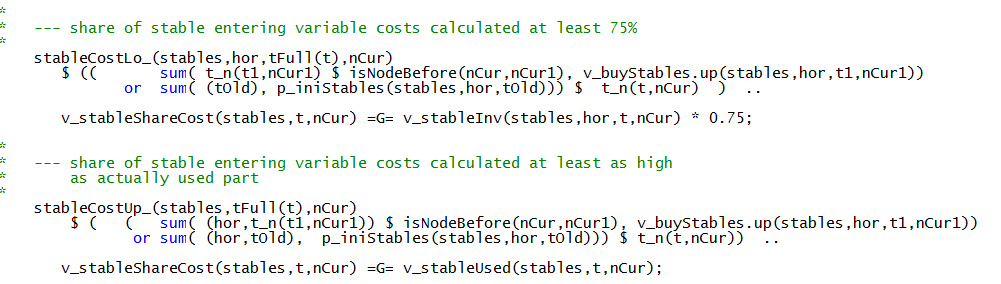 *
* --- share of stable entering variable costs calculated at least 75%
*
stableCostLo_(stables,hor,tFull(t),nCur)
$ (( sum( t_n(t1,nCur1) $ isNodeBefore(nCur,nCur1), v_buyStables.up(stables,hor,t1,nCur1))
or sum( (tOld), p_iniStables(stables,hor,tOld))) $ t_n(t,nCur) ) ..
v_stableShareCost(stables,t,nCur) =G= v_stableInv(stables,hor,t,nCur) * 0.75;
*
* --- share of stable entering variable costs calculated at least as high
* as actually used part
*
stableCostUp_(stables,tFull(t),nCur)
$ ( ( sum( (hor,t_n(t1,nCur1)) $ isNodeBefore(nCur,nCur1), v_buyStables.up(stables,hor,t1,nCur1))
or sum( (hor,tOld), p_iniStables(stables,hor,tOld))) $ t_n(t,nCur)) ..
v_stableShareCost(stables,t,nCur) =G= v_stableUsed(stables,t,nCur);